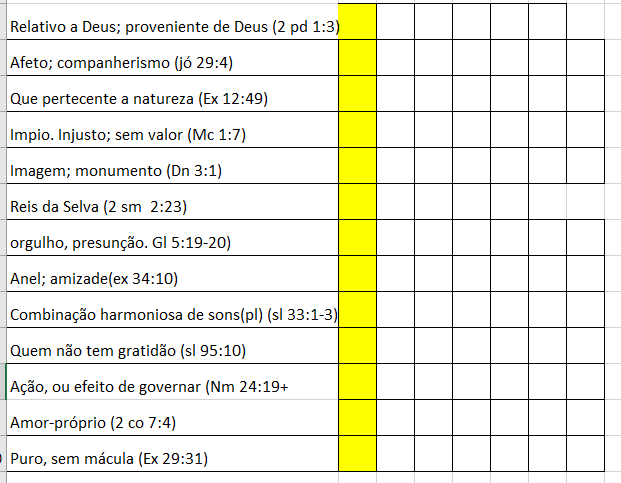 Relativo a Deus; proveniente de Deus (2 pd 1:3)
Afeto; companherismo (jó 29:4)
Que pertecente a natureza (Ex 12:49)
Impio. Injusto; sem valor (Mc 1:7)
Imagem; monumento (Dn 3:1)
Reis da Selva (2 sm  2:23)
orgulho, presunção. Gl 5:19-20)
Anel; amizade(ex 34:10)
Combinação harmoniosa de sons(pl) (sl 33:1-3)
Quem não tem gratidão (sl 95:10)
Ação, ou efeito de governar (Nm 24:19+
Amor-próprio (2 co 7:4)
Puro, sem mácula (Ex 29:31)